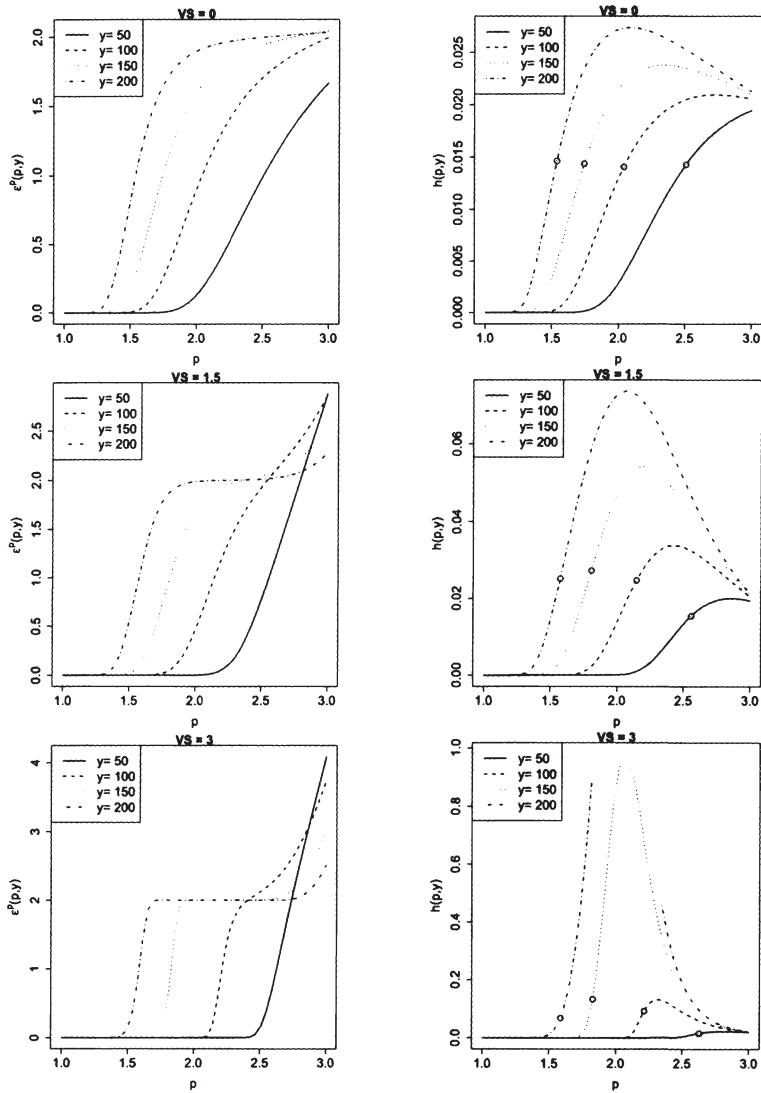 VS = 0
y= 50
y= 100
y= 150
y= 200
ε^p(p,y)
0.0
0.5
1.0
1.5
2.0
1.0
1.5
2.0
2.5
3.0
p
VS = 0
y= 50
y= 100
y= 150
y= 200
h(p,y)
0.000
0.005
0.010
0.015
0.020
0.025
1.0
1.5
2.0
2.5
3.0
p
VS = 1.5
y= 50
y= 100
y= 150
y= 200
ε^p(p,y)
0.0
0.5
1.0
1.5
2.0
2.5
1.0
1.5
2.0
2.5
3.0
p
VS = 1.5
y= 50
y= 100
y= 150
y= 200
h(p,y)
0.00
0.02
0.04
0.06
1.0
1.5
2.0
2.5
3.0
p
VS = 3
y= 50
y= 100
y= 150
y= 200
ε^p(p,y)
0
1
2
3
4
1.0
1.5
2.0
2.5
3.0
p
VS = 3
y= 50
y= 100
y= 150
y= 200
h(p,y)
0.0
0.2
0.4
0.6
0.8
1.0
1.0
1.5
2.0
2.5
3.0
p